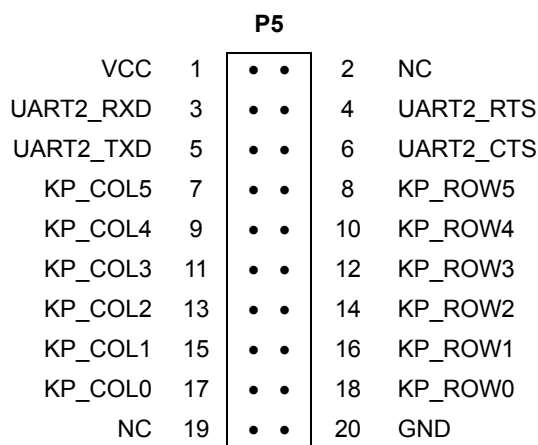 P5
VCC 1 2 NC
UART2_RXD 3 4 UART2_RTS
UART2_TXD 5 6 UART2_CTS
KP_COL5 7 8 KP_ROW5
KP_COL4 9 10 KP_ROW4
KP_COL3 11 12 KP_ROW3
KP_COL2 13 14 KP_ROW2
KP_COL1 15 16 KP_ROW1
KP_COL0 17 18 KP_ROW0
NC 19 20 GND